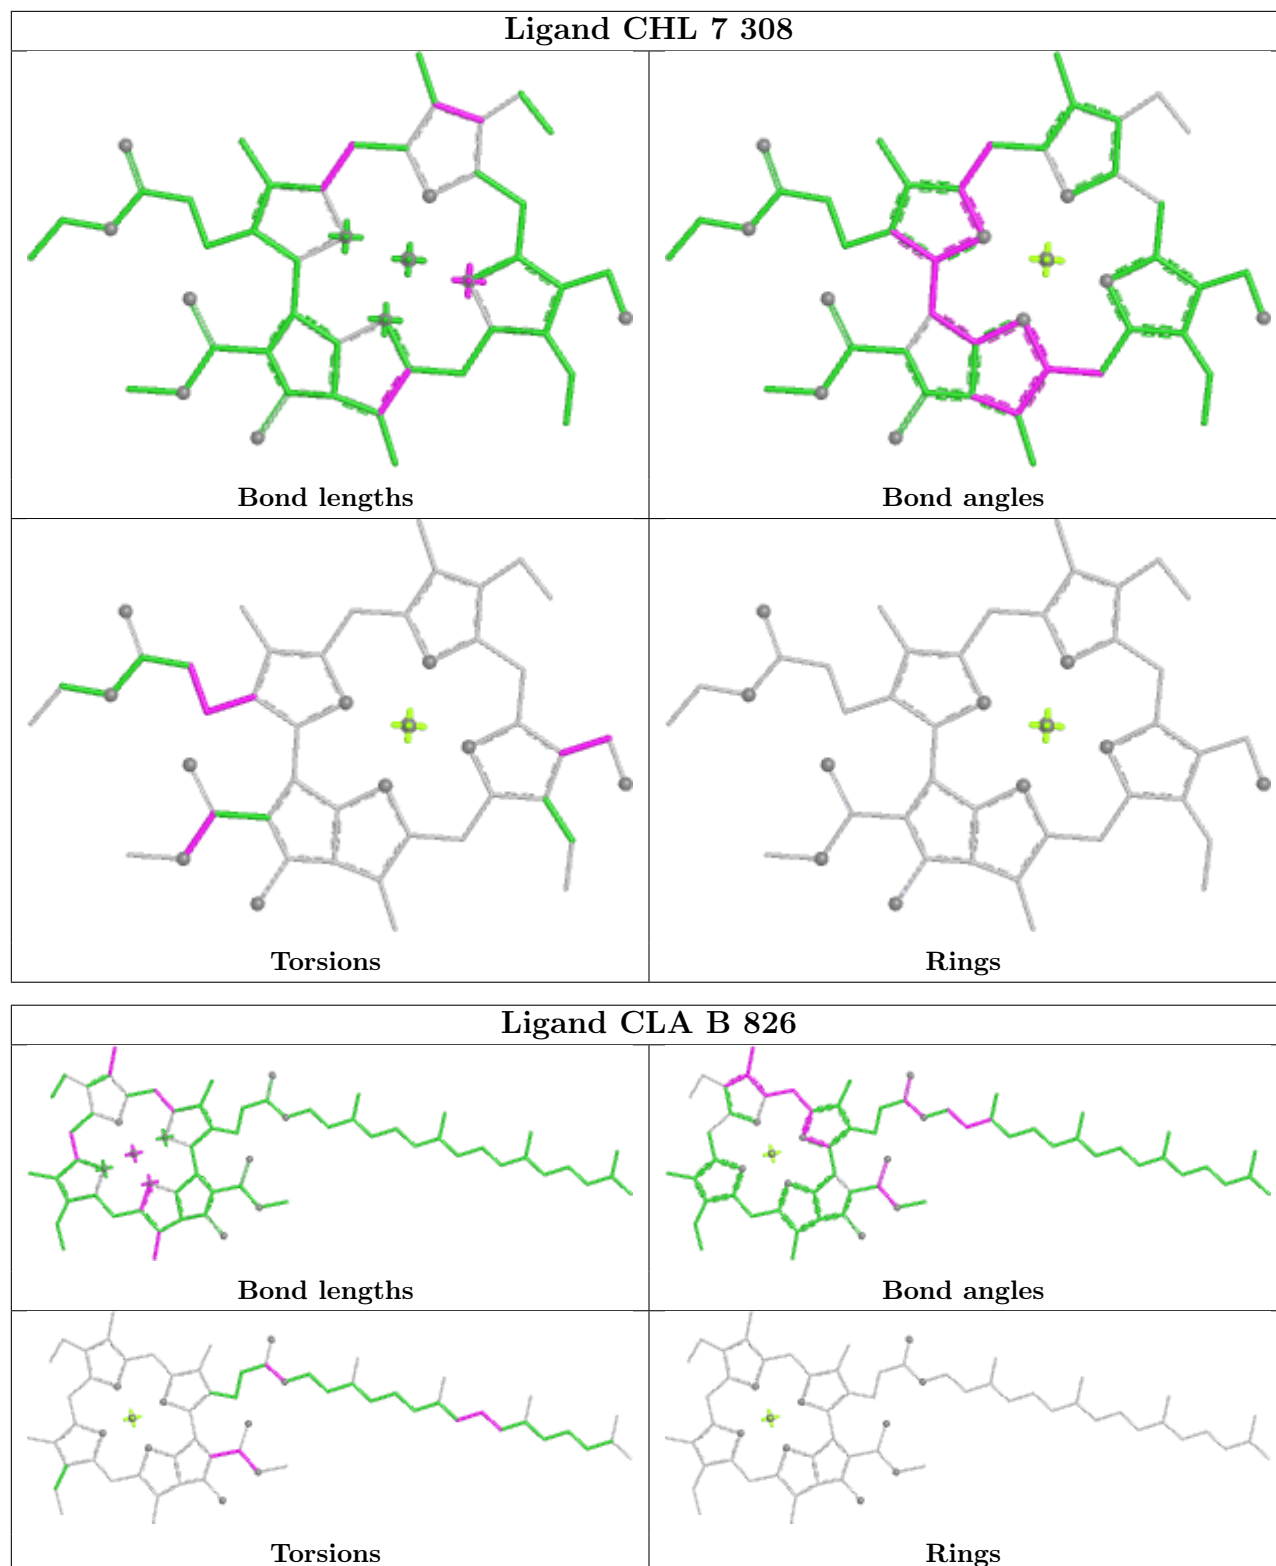 Ligand CHL 7 308
Bond lengths
Bond angles
Torsions
Rings
Ligand CLA B 826
Bond lengths
Bond angles
Torsions
Rings